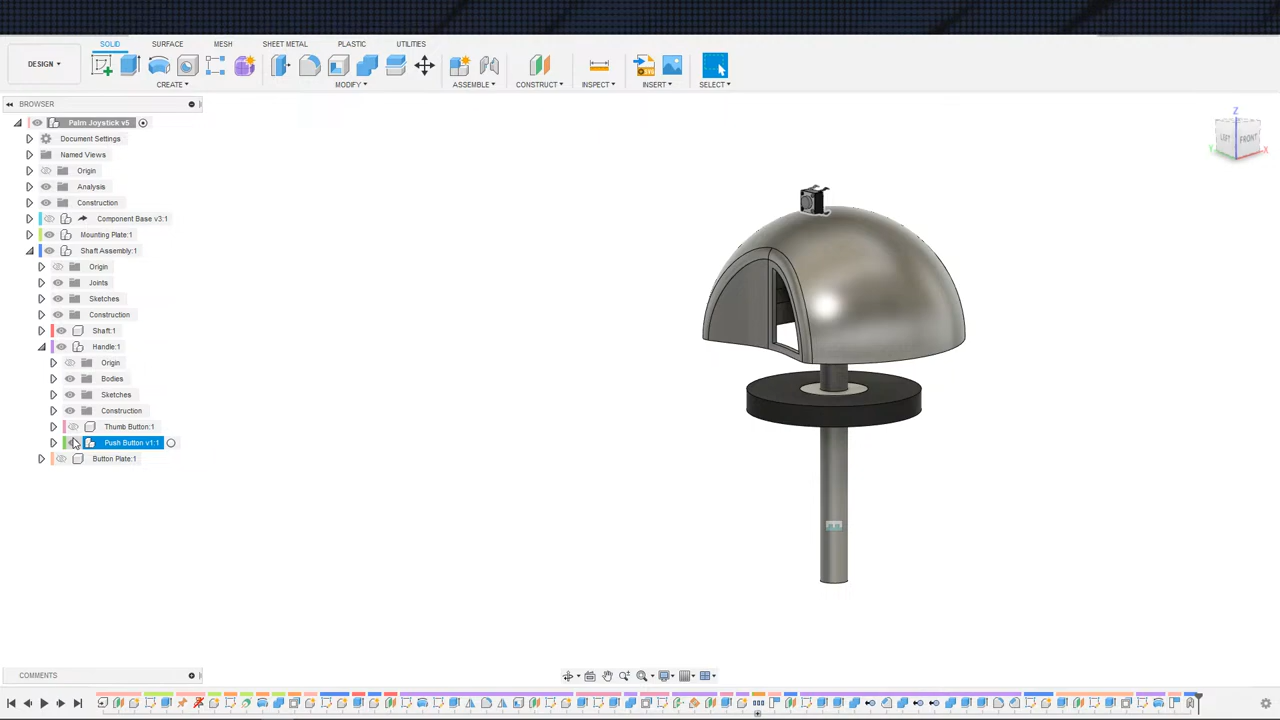 SOLID SURFACE MESH SHEET METAL PLASTIC UTILITIES
DESIGN
CREATE MODIFY ASSEMBLE CONSTRUCT INSPECT INSERT SELECT
BROWSER
Palm Joystick v5
Document Settings
Named Views
Origin
Analysis
Construction
Component Base v3:1
Mounting Plate:1
Shaft Assembly:1
Origin
Joints
Sketches
Construction
Shaft:1
Handle:1
Origin
Bodies
Sketches
Construction
Thumb Button:1
Push Button v1:1
Button Plate:1
Z
FRONT
X
COMMENTS